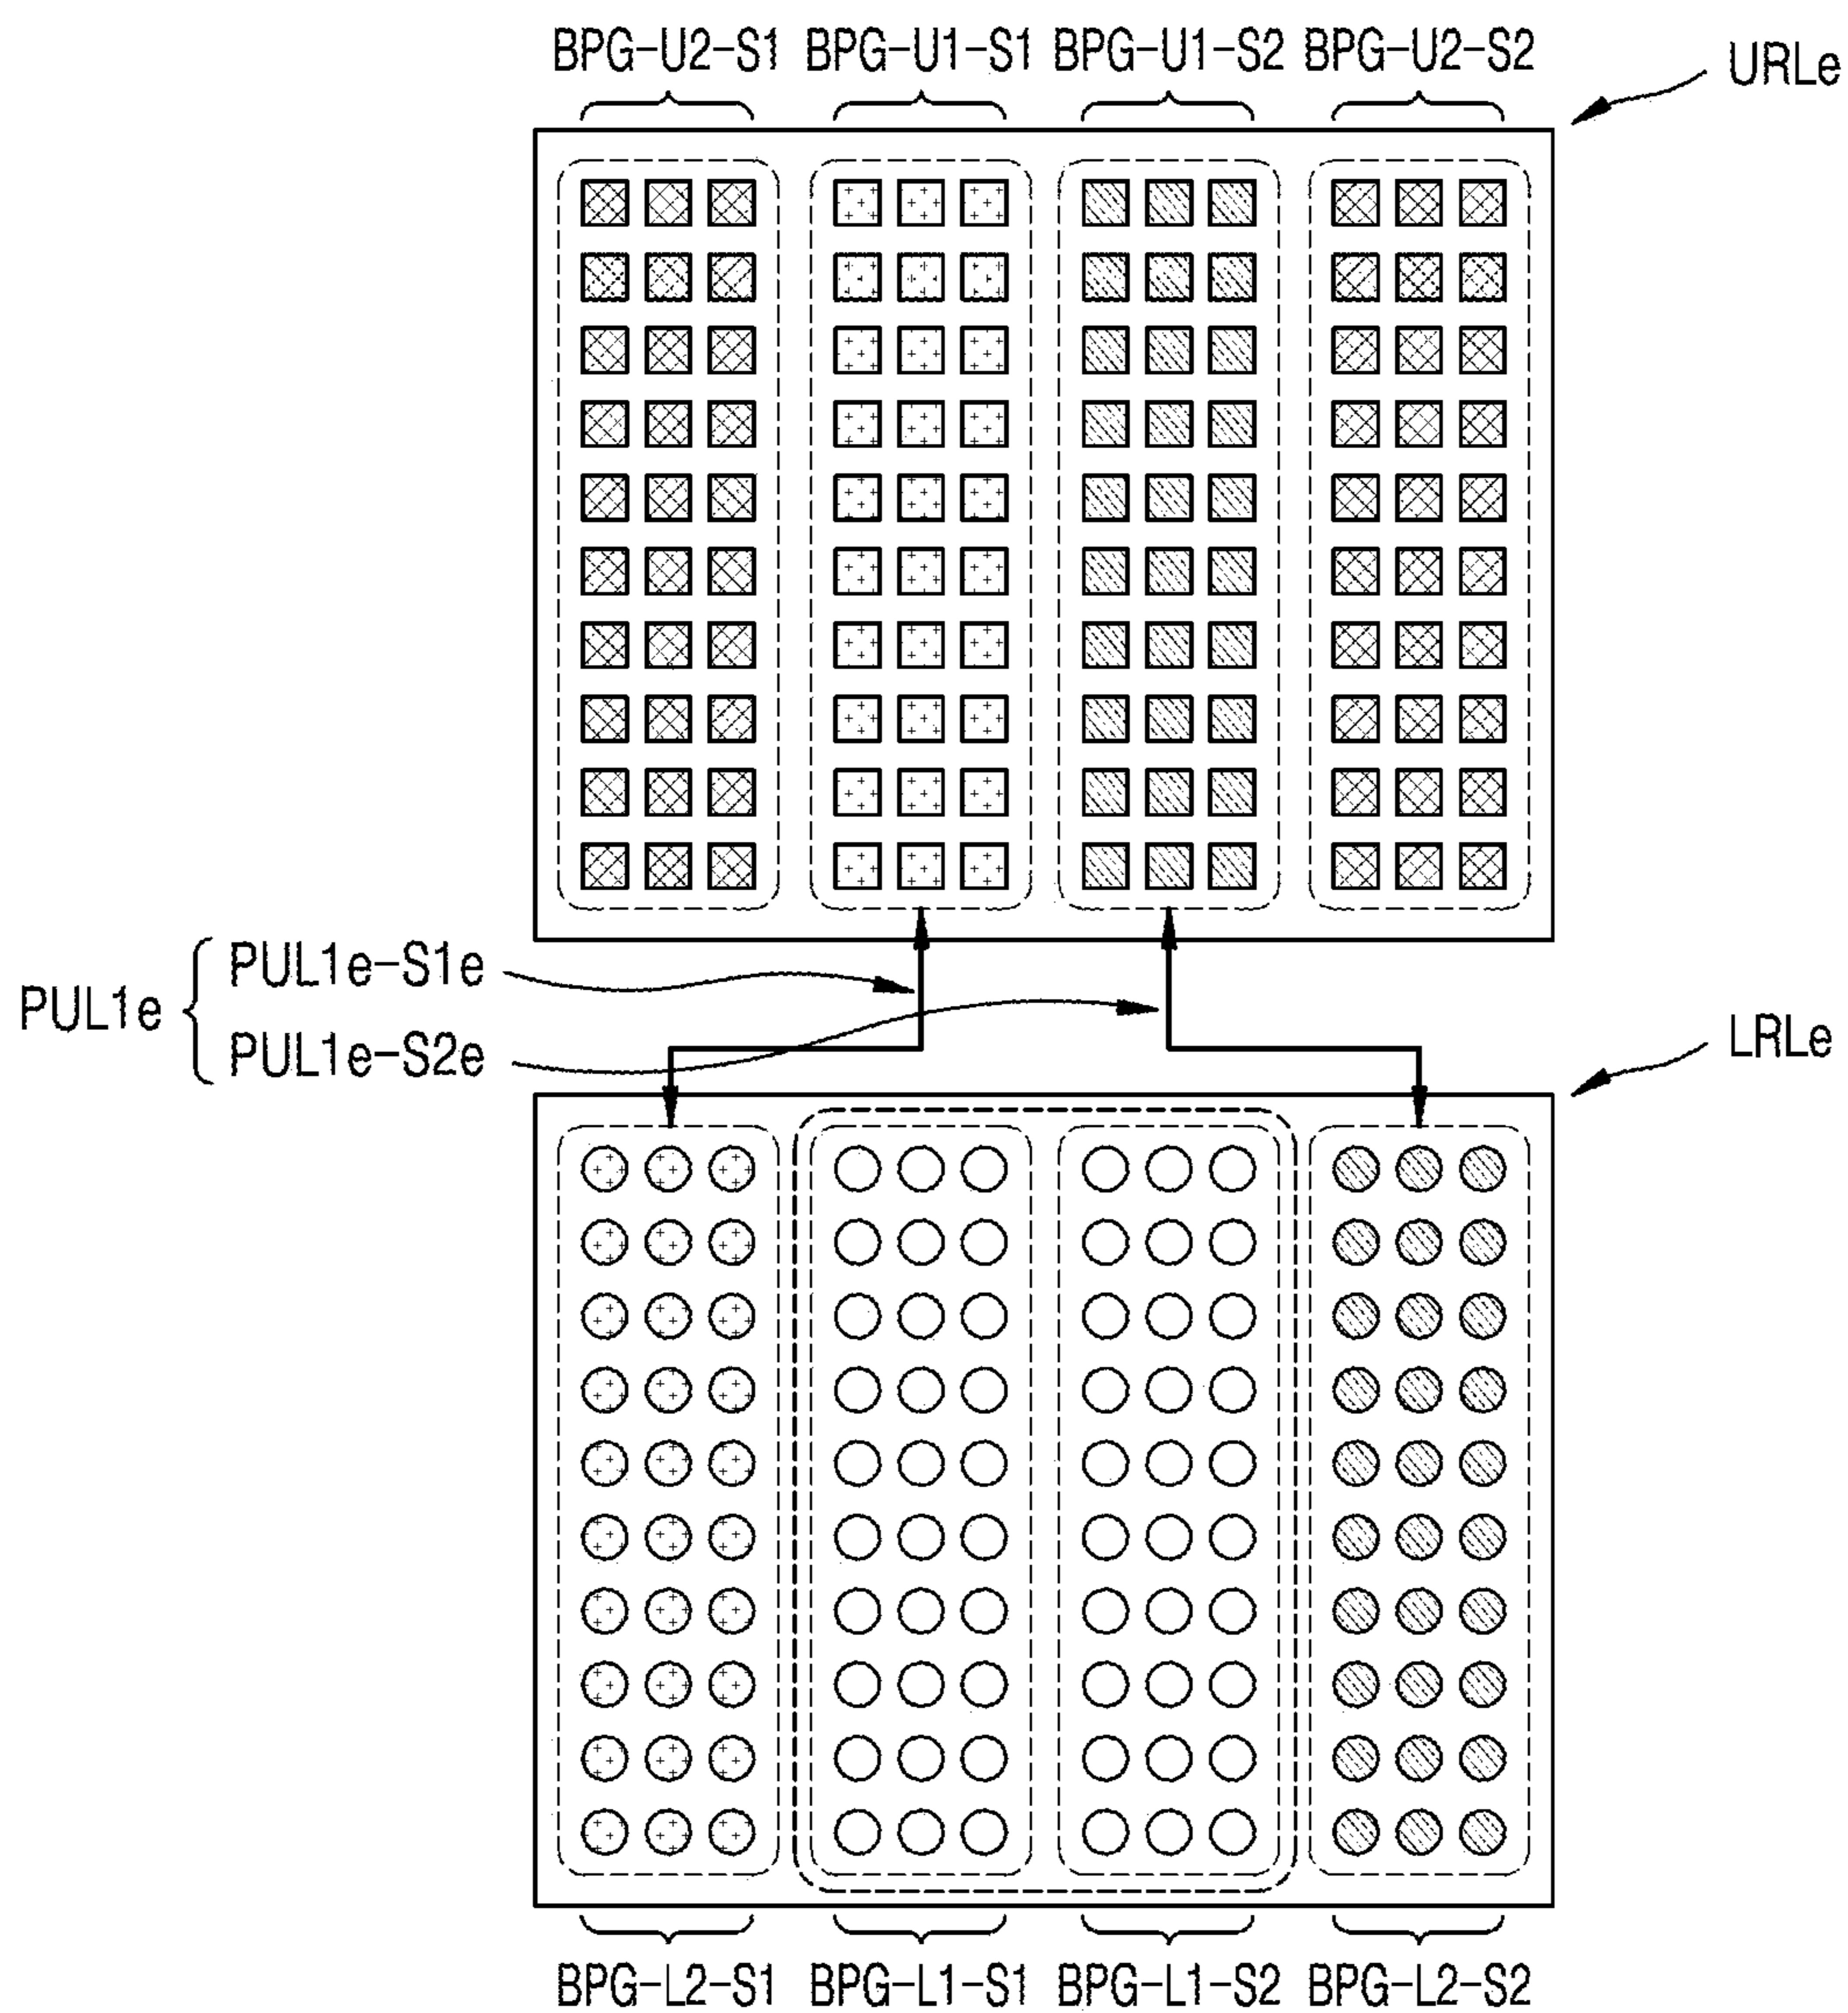 BPG-U2-S1 BPG-U1-S1 BPG-U1-S2 BPG-U2-S2
URLe
PUL1e
PUL1e-S1e
PUL1e-S2e
LRLe
BPG-L2-S1 BPG-L1-S1 BPG-L1-S2 BPG-L2-S2